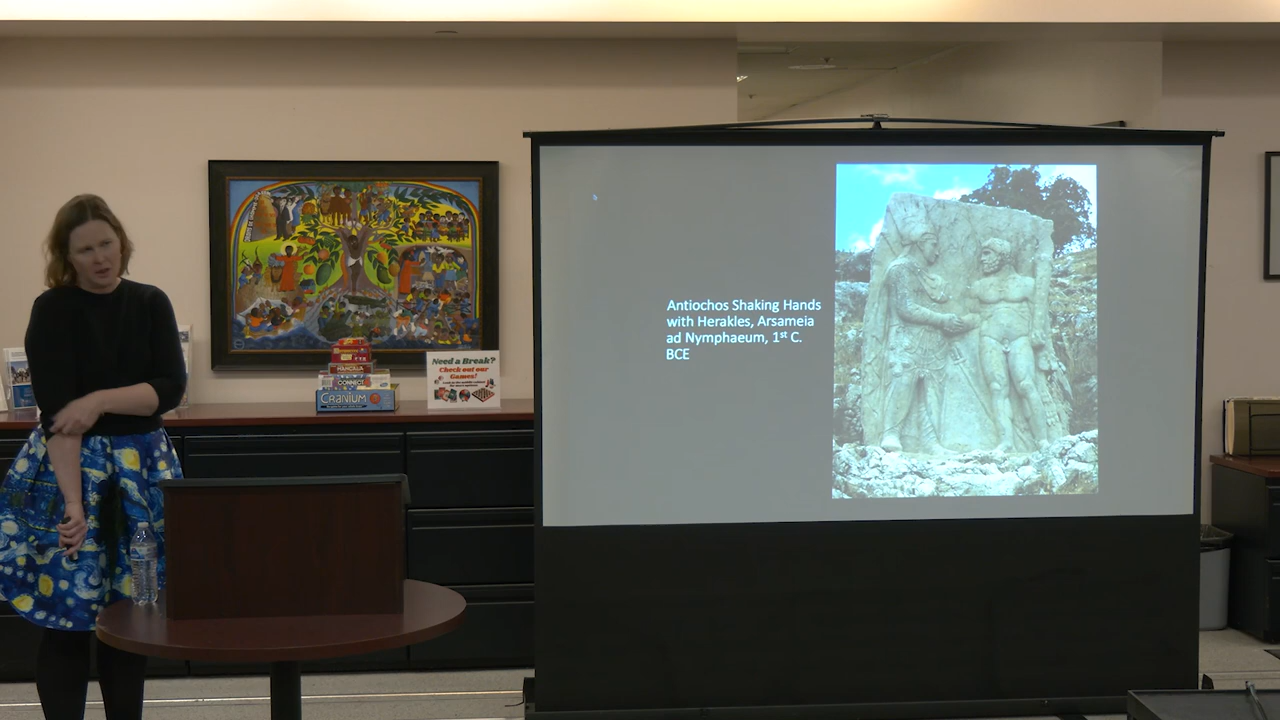 Antiochos Shaking Hands
with Herakles, Arsameia
ad Nymphaeum, 1st C.
BCE
MANCALA
CONNECT
CRANIUM
Need a Break?
Check out our
Games!